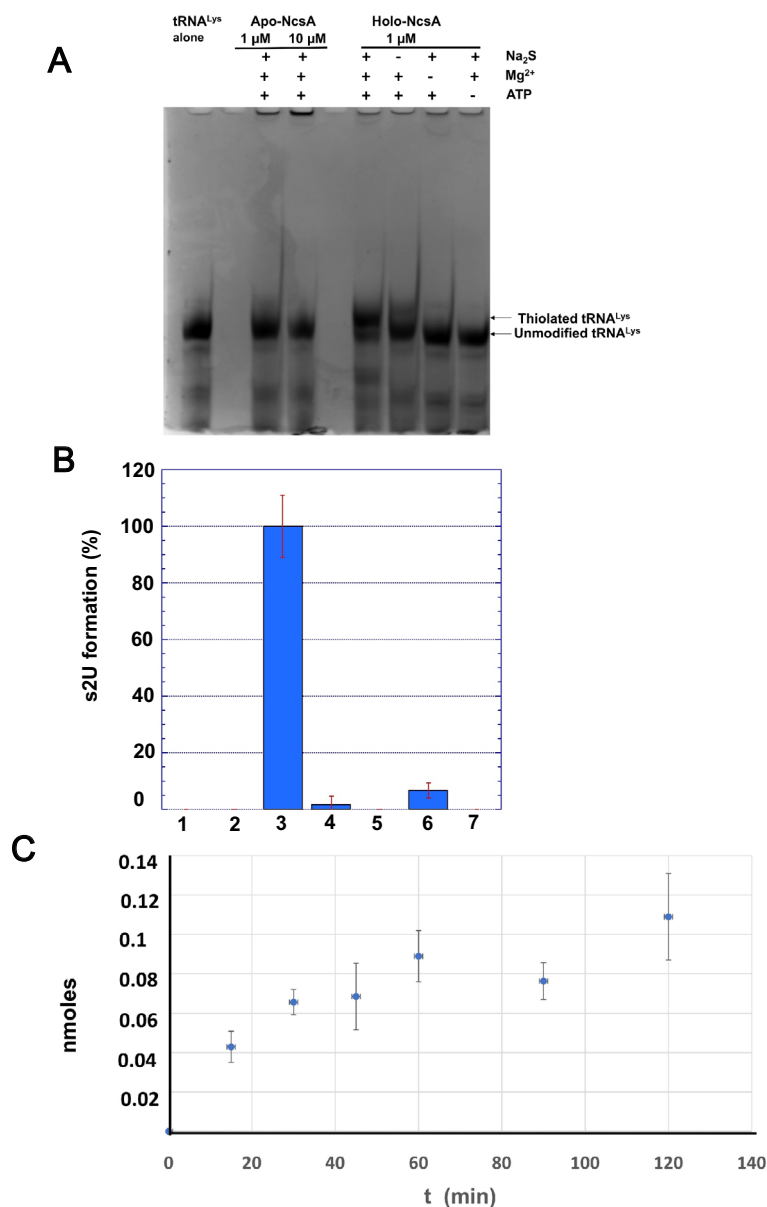 A
tRNALys alone
Apo-NcsA
1 µM 10 µM
Holo-NcsA
1 µM
+ + + - + + Na2S
+ + + + - + Mg2+
+ + + + + - ATP
Thiolated tRNALys
Unmodified tRNALys
B
s2U formation (%)
120
100
80
60
40
20
0
1 2 3 4 5 6 7
C
nmoles
0.14
0.12
0.1
0.08
0.06
0.04
0.02
0 20 40 60 80 100 120 140
t (min)